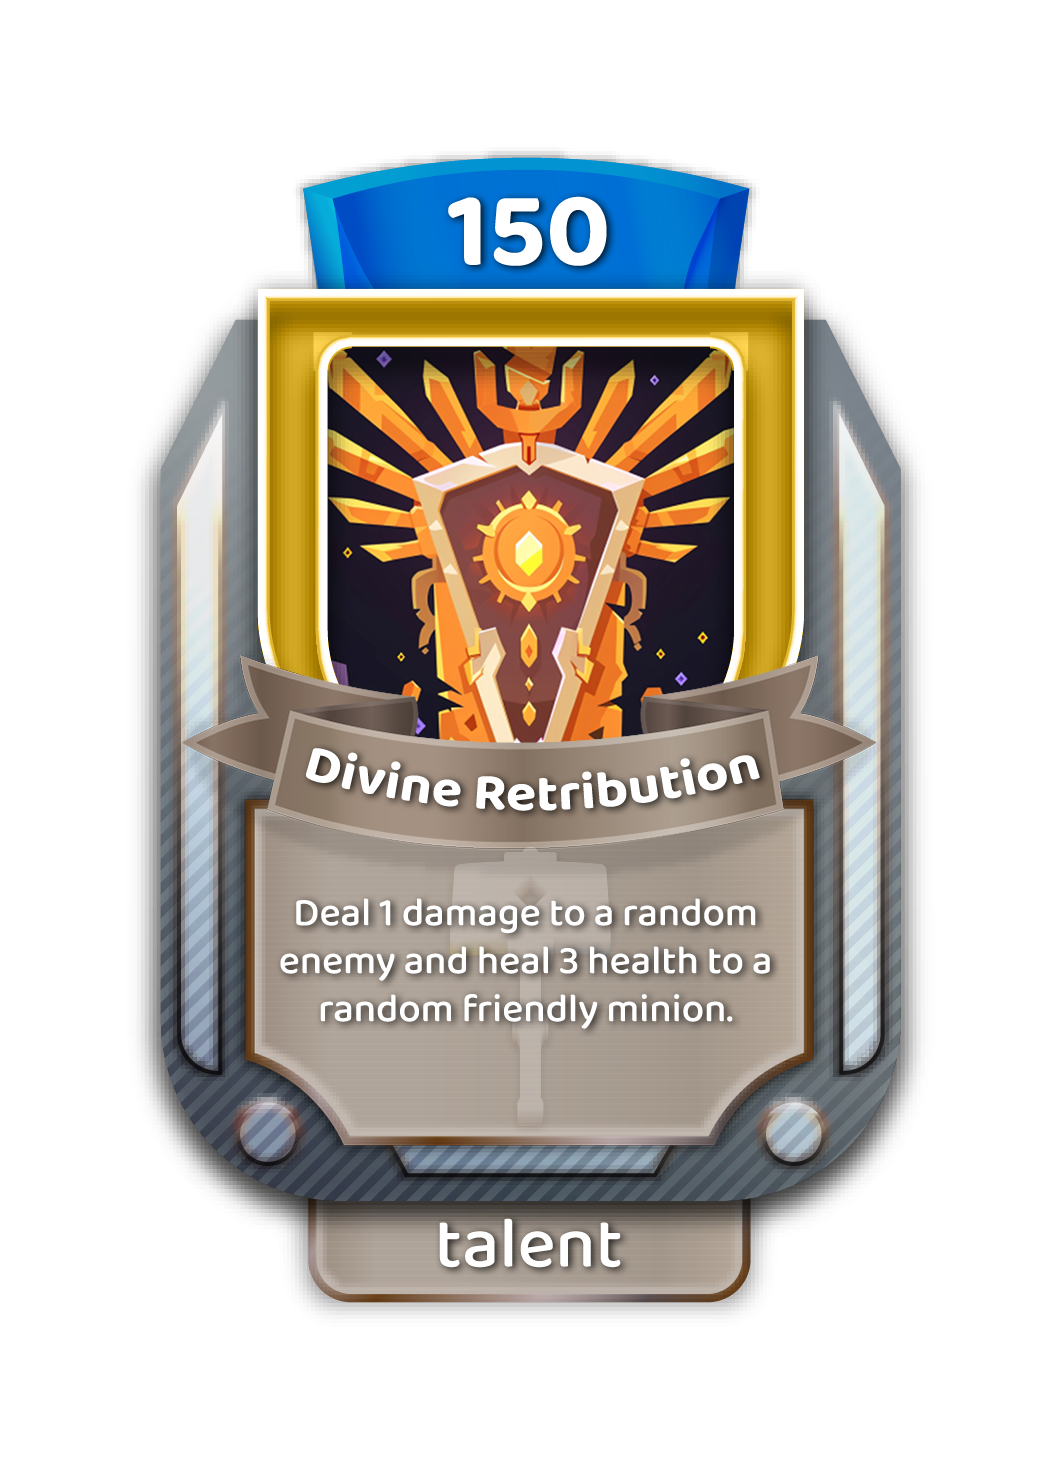 150
Divine Retribution
Deal 1 damage to a random
enemy and heal 3 health to a
random friendly minion.
talent